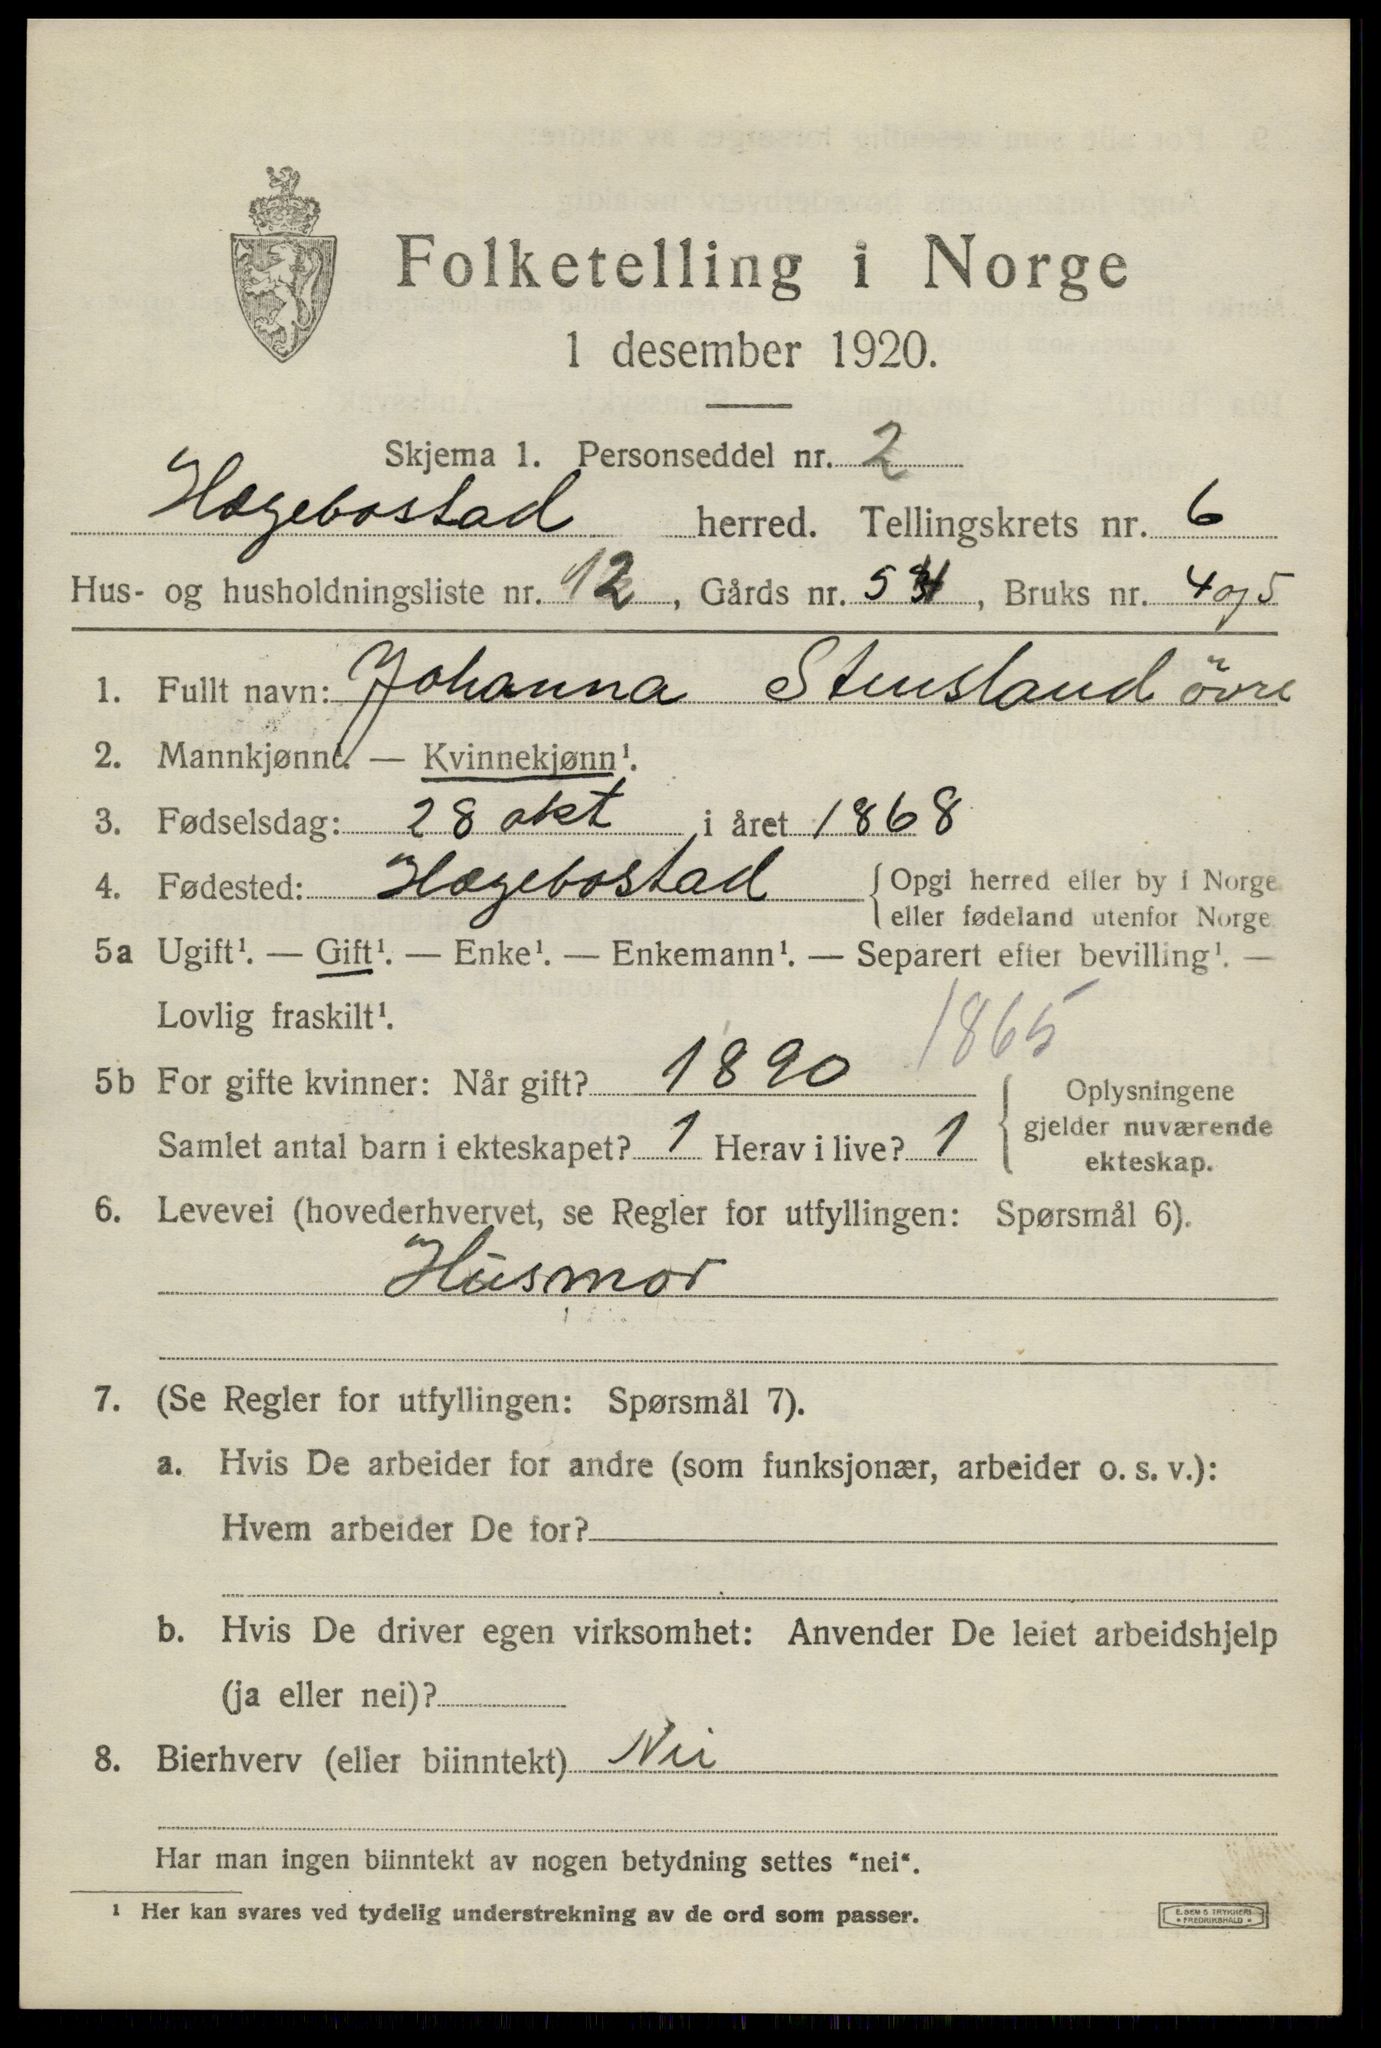 Folketelling i Norge
1 desember 1920.
Skjema 1. Personseddel nr. 2
Hægebostad herred. Tellingskrets nr. 6
Hus- og husholdningsliste nr. 12, Gårds nr. 54, Bruks nr. 4 og 5
1. Fullt navn: Johanna Stensland övre
2. Mannkjønn¹. — Kvinnekjønn¹.
3. Fødselsdag: 28 okt i året 1868
4. Fødested: Hægebostad { Opgi herred eller by i Norge
eller fødeland utenfor Norge
5a Ugift¹. — Gift¹. — Enke¹. — Enkemann¹. — Separert efter bevilling¹. —
Lovlig fraskilt¹.
1865
5b For gifte kvinner: Når gift? 1890
Samlet antal barn i ekteskapet? 1 Herav i live? 1
{ Oplysningene
gjelder nuværende
ekteskap.
6. Levevei (hovederhvervet, se Regler for utfyllingen: Spørsmål 6).
Husmor
7. (Se Regler for utfyllingen: Spørsmål 7).
a. Hvis De arbeider for andre (som funksjonær, arbeider o. s. v.):
Hvem arbeider De for?
b. Hvis De driver egen virksomhet: Anvender De leiet arbeidshjelp
(ja eller nei)?
8. Bierhverv (eller biinntekt) Nei
Har man ingen biinntekt av nogen betydning settes "nei".
¹ Her kan svares ved tydelig understrekning av de ord som passer.
E. SEM'S TRYKKERI
* FREDRIKSHALD *